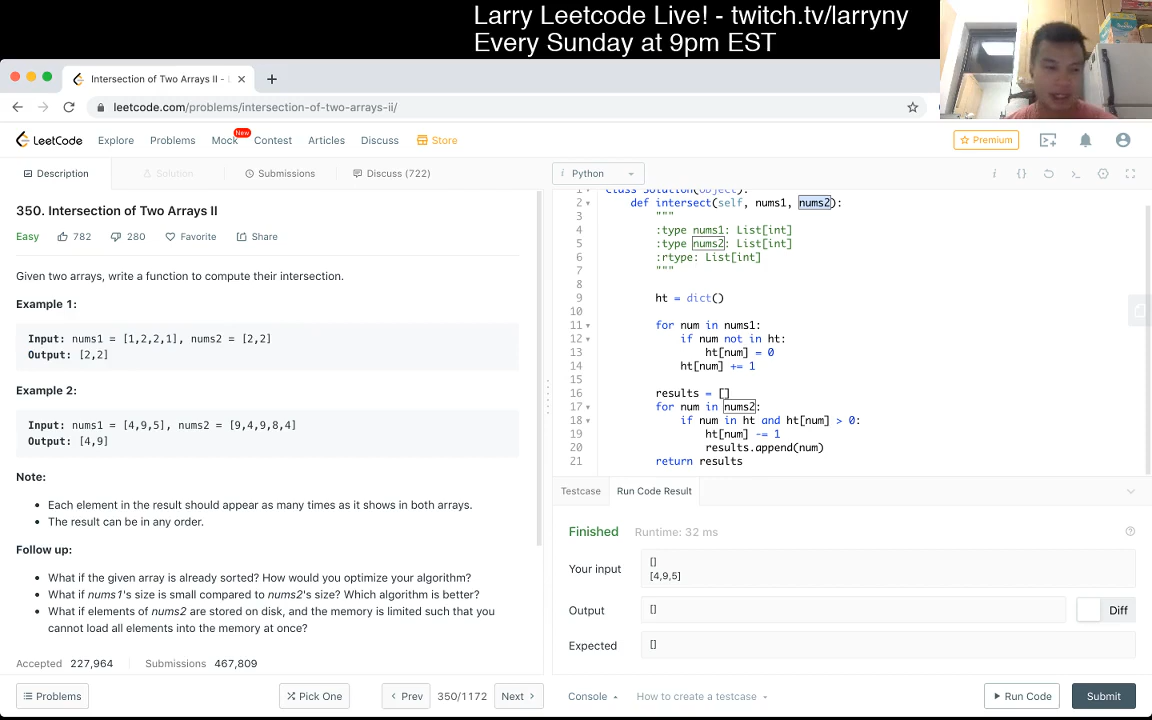 Larry Leetcode Live! - twitch.tv/larryny
Every Sunday at 9pm EST
Intersection of Two Arrays II -
leetcode.com/problems/intersection-of-two-arrays-ii/
LeetCode
Explore
Problems
Mock
New
Contest
Articles
Discuss
Store
Premium
Description
Solution
Submissions
Discuss (722)
i Python
350. Intersection of Two Arrays II
Easy
782
280
Favorite
Share
Given two arrays, write a function to compute their intersection.
Example 1:
Input: nums1 = [1,2,2,1], nums2 = [2,2]
Output: [2,2]
Example 2:
Input: nums1 = [4,9,5], nums2 = [9,4,9,8,4]
Output: [4,9]
Note:
• Each element in the result should appear as many times as it shows in both arrays.
• The result can be in any order.
Follow up:
• What if the given array is already sorted? How would you optimize your algorithm?
• What if nums1's size is small compared to nums2's size? Which algorithm is better?
• What if elements of nums2 are stored on disk, and the memory is limited such that you
cannot load all elements into the memory at once?
Accepted 227,964
Submissions 467,809
Problems
Pick One
Prev
350/1172
Next
1 class Solution(object):
2 def intersect(self, nums1, nums2):
3 """
4 :type nums1: List[int]
5 :type nums2: List[int]
6 :rtype: List[int]
7 """
8
9 ht = dict()
10
11 for num in nums1:
12 if num not in ht:
13 ht[num] = 0
14 ht[num] += 1
15
16 results = []
17 for num in nums2:
18 if num in ht and ht[num] > 0:
19 ht[num] -= 1
20 results.append(num)
21 return results
Testcase
Run Code Result
Finished
Runtime: 32 ms
Your input
[]
[4,9,5]
Output
[]
Diff
Expected
[]
Console
How to create a testcase
Run Code
Submit